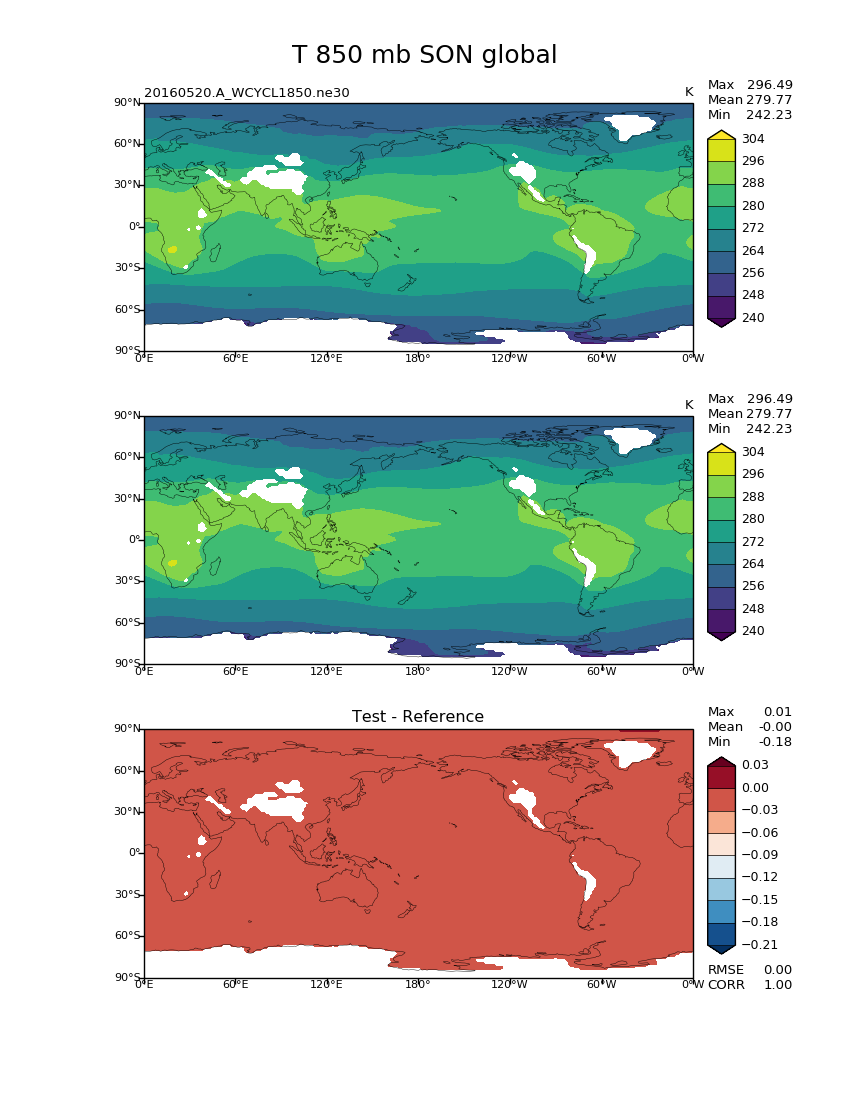 T 850 mb SON global
20160520.A_WCYCL1850.ne30
K
Max 296.49
Mean 279.77
Min 242.23
90°N
60°N
30°N
0°
30°S
60°S
90°S
0°E 60°E 120°E 180° 120°W 60°W 0°W
304
296
288
280
272
264
256
248
240
K
Max 296.49
Mean 279.77
Min 242.23
90°N
60°N
30°N
0°
30°S
60°S
90°S
0°E 60°E 120°E 180° 120°W 60°W 0°W
304
296
288
280
272
264
256
248
240
Test - Reference
Max 0.01
Mean -0.00
Min -0.18
90°N
60°N
30°N
0°
30°S
60°S
90°S
0°E 60°E 120°E 180° 120°W 60°W 0°W
0.03
0.00
−0.03
−0.06
−0.09
−0.12
−0.15
−0.18
−0.21
RMSE 0.00
CORR 1.00